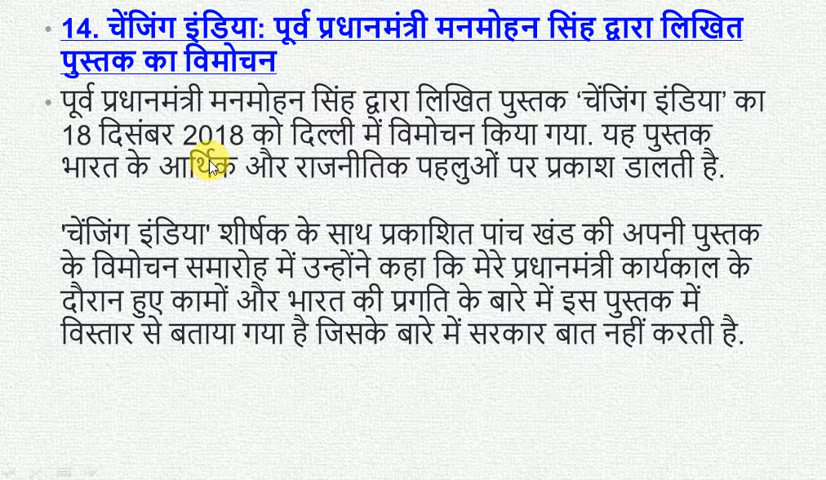 14. चेंजिंग इंडिया: पूर्व प्रधानमंत्री मनमोहन सिंह द्वारा लिखित
पुस्तक का विमोचन
पूर्व प्रधानमंत्री मनमोहन सिंह द्वारा लिखित पुस्तक ‘चेंजिंग इंडिया’ का
18 दिसंबर 2018 को दिल्ली में विमोचन किया गया. यह पुस्तक
भारत के आर्थिक और राजनीतिक पहलुओं पर प्रकाश डालती है.
'चेंजिंग इंडिया' शीर्षक के साथ प्रकाशित पांच खंड की अपनी पुस्तक
के विमोचन समारोह में उन्होंने कहा कि मेरे प्रधानमंत्री कार्यकाल के
दौरान हुए कामों और भारत की प्रगति के बारे में इस पुस्तक में
विस्तार से बताया गया है जिसके बारे में सरकार बात नहीं करती है.